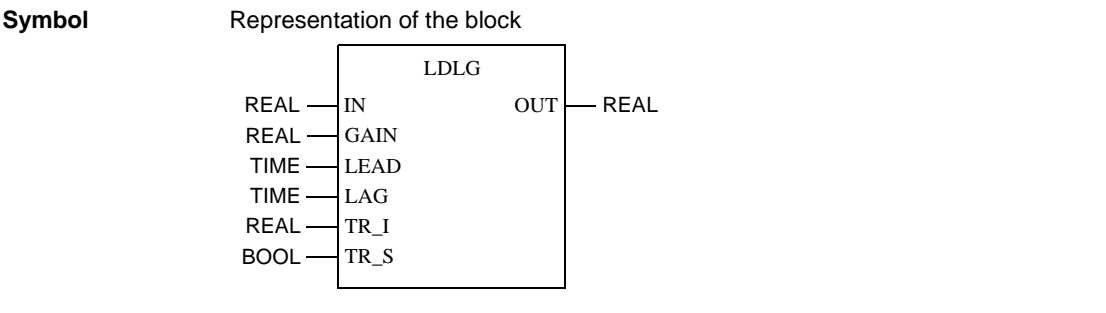 Symbol Representation of the block
LDLG
REAL IN OUT REAL
REAL GAIN
TIME LEAD
TIME LAG
REAL TR_I
BOOL TR_S